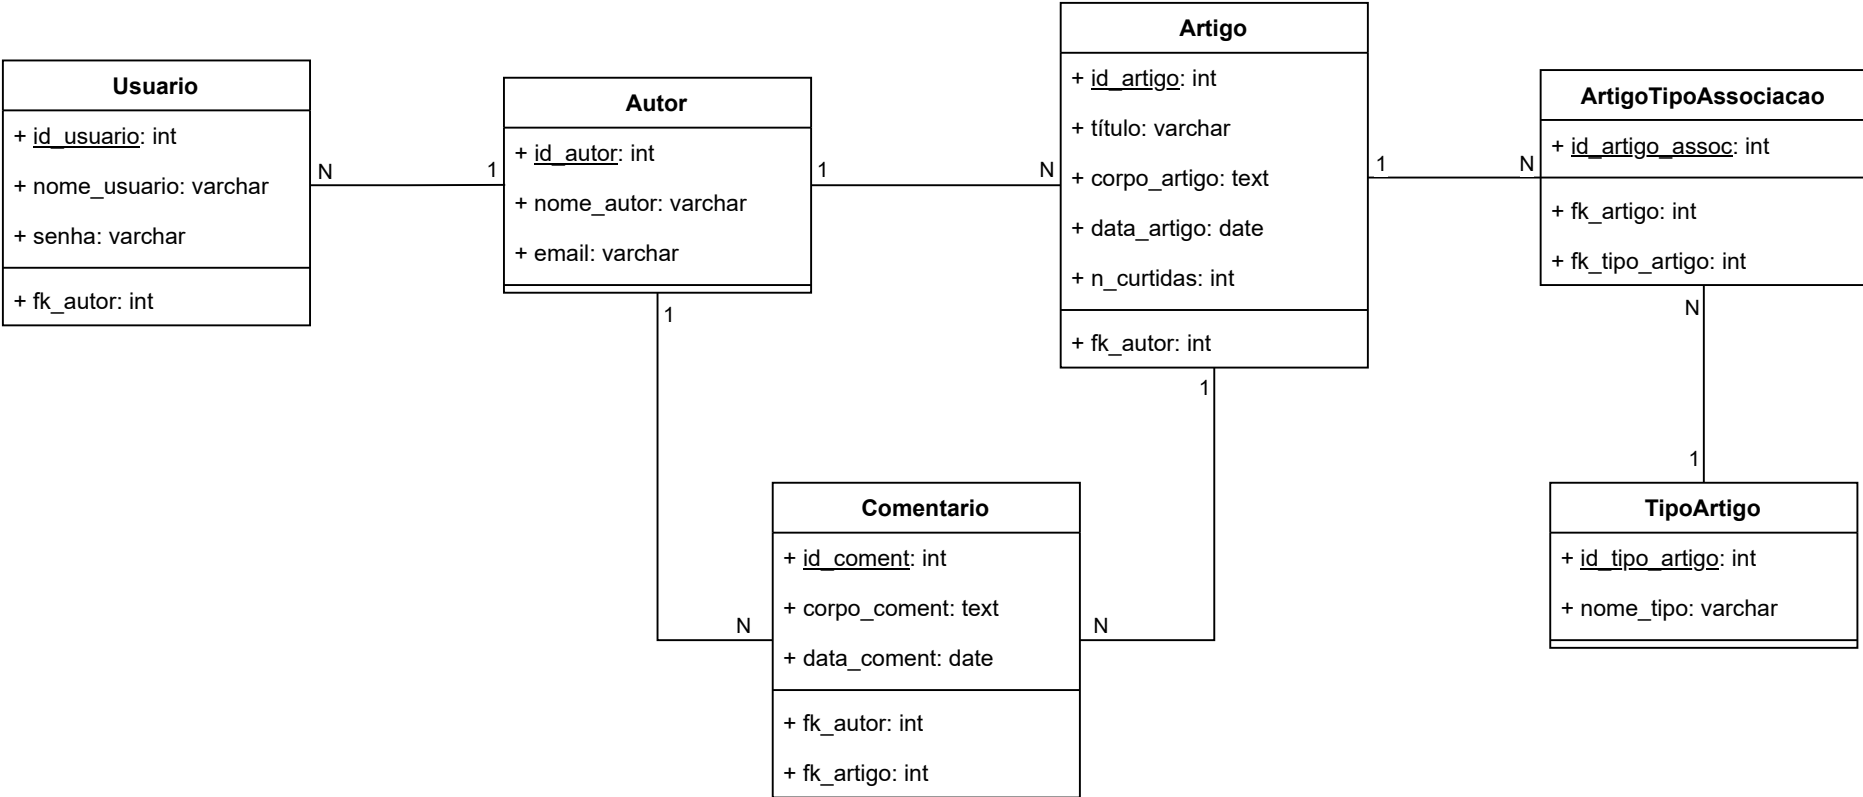 Usuario
+ id_usuario: int
+ nome_usuario: varchar
+ senha: varchar
+ fk_autor: int
N
1
Autor
+ id_autor: int
+ nome_autor: varchar
+ email: varchar
1
N
1
Artigo
+ id_artigo: int
+ título: varchar
+ corpo_artigo: text
+ data_artigo: date
+ n_curtidas: int
+ fk_autor: int
1
N
1
ArtigoTipoAssociacao
+ id_artigo_assoc: int
+ fk_artigo: int
+ fk_tipo_artigo: int
N
1
Comentario
+ id_coment: int
+ corpo_coment: text
+ data_coment: date
+ fk_autor: int
+ fk_artigo: int
N
N
TipoArtigo
+ id_tipo_artigo: int
+ nome_tipo: varchar